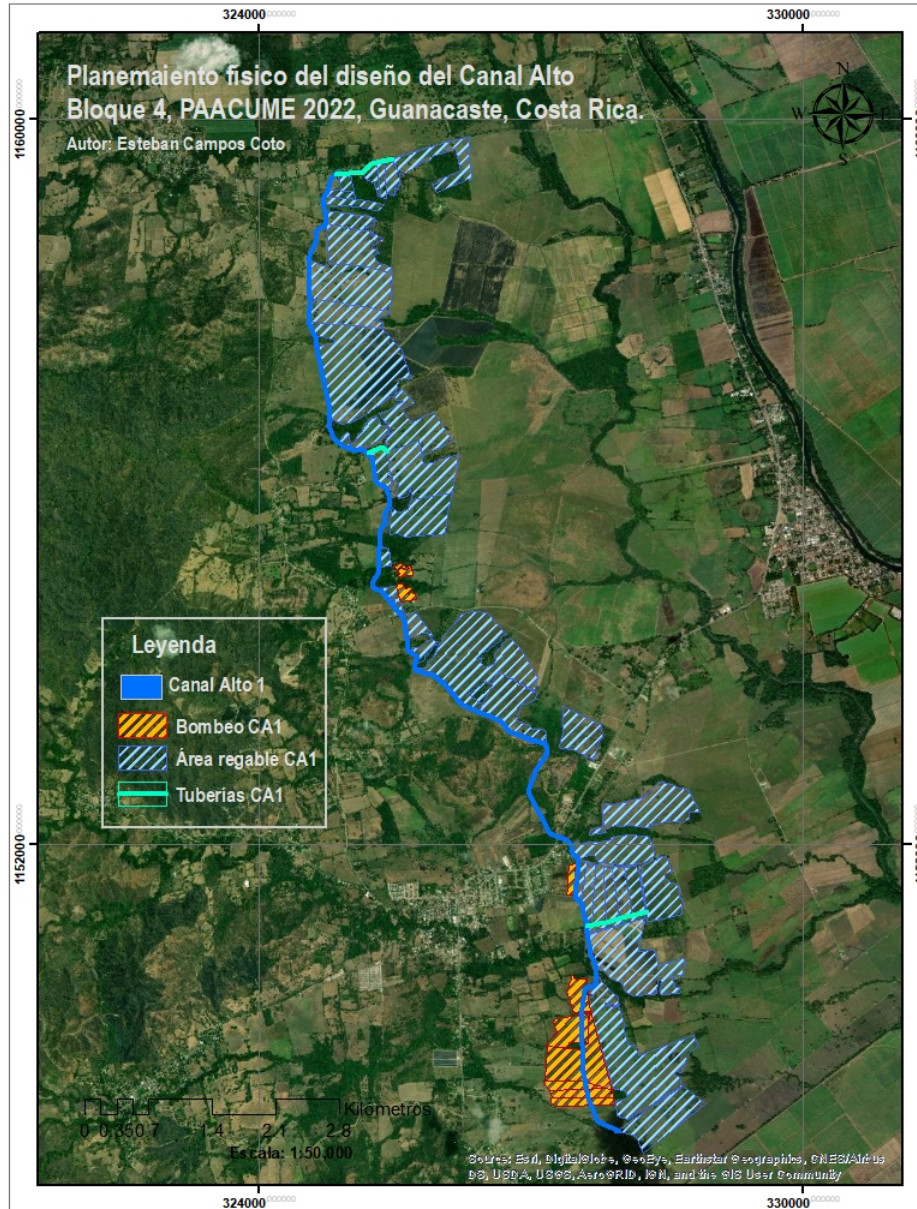 324000
330000
Planemaiento fisico del diseño del Canal Alto
Bloque 4, PAACUME 2022, Guanacaste, Costa Rica.
Autor: Esteban Campos Coto
N
W
E
S
1160000
Leyenda
Canal Alto 1
Bombeo CA1
Área regable CA1
Tuberías CA1
1152000
Kilometros
0 0.350.7 1.4 2.1 2.8
Escala: 1:50,000
Source: Esri, DigitalGlobe, GeoEye, Earthstar Geographics, CNES/Airbus
DS, USDA, USGS, AeroGRID, IGN, and the GIS User Community
324000
330000